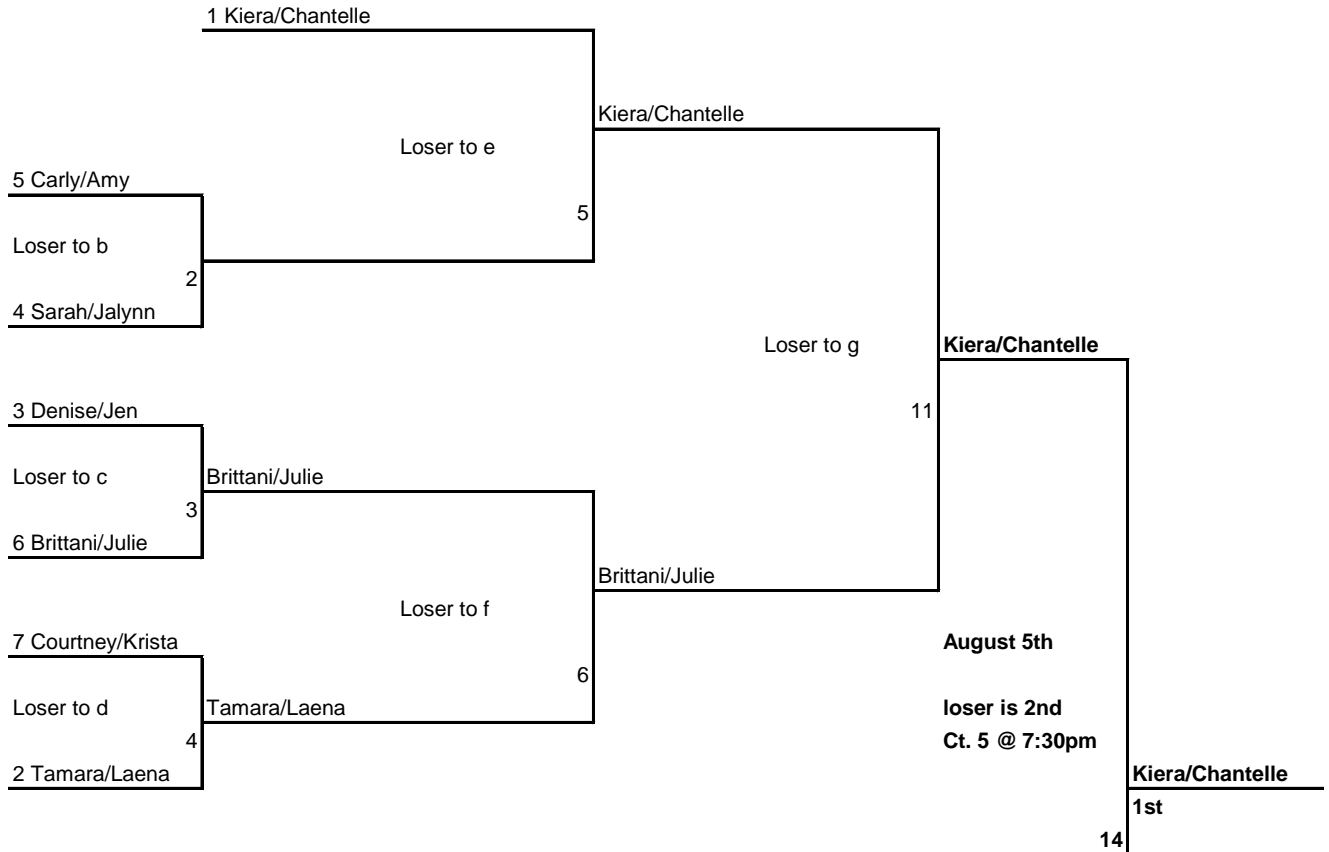 1 Kiera/Chantelle
Kiera/Chantelle
Loser to e
5 Carly/Amy
5
Loser to b
2
4 Sarah/Jalynn
Loser to g
Kiera/Chantelle
3 Denise/Jen
11
Loser to c
Brittani/Julie
3
6 Brittani/Julie
Brittani/Julie
Loser to f
7 Courtney/Krista
August 5th
6
Loser to d
Tamara/Laena
loser is 2nd
4
Ct. 5 @ 7:30pm
2 Tamara/Laena
Kiera/Chantelle
1st
14